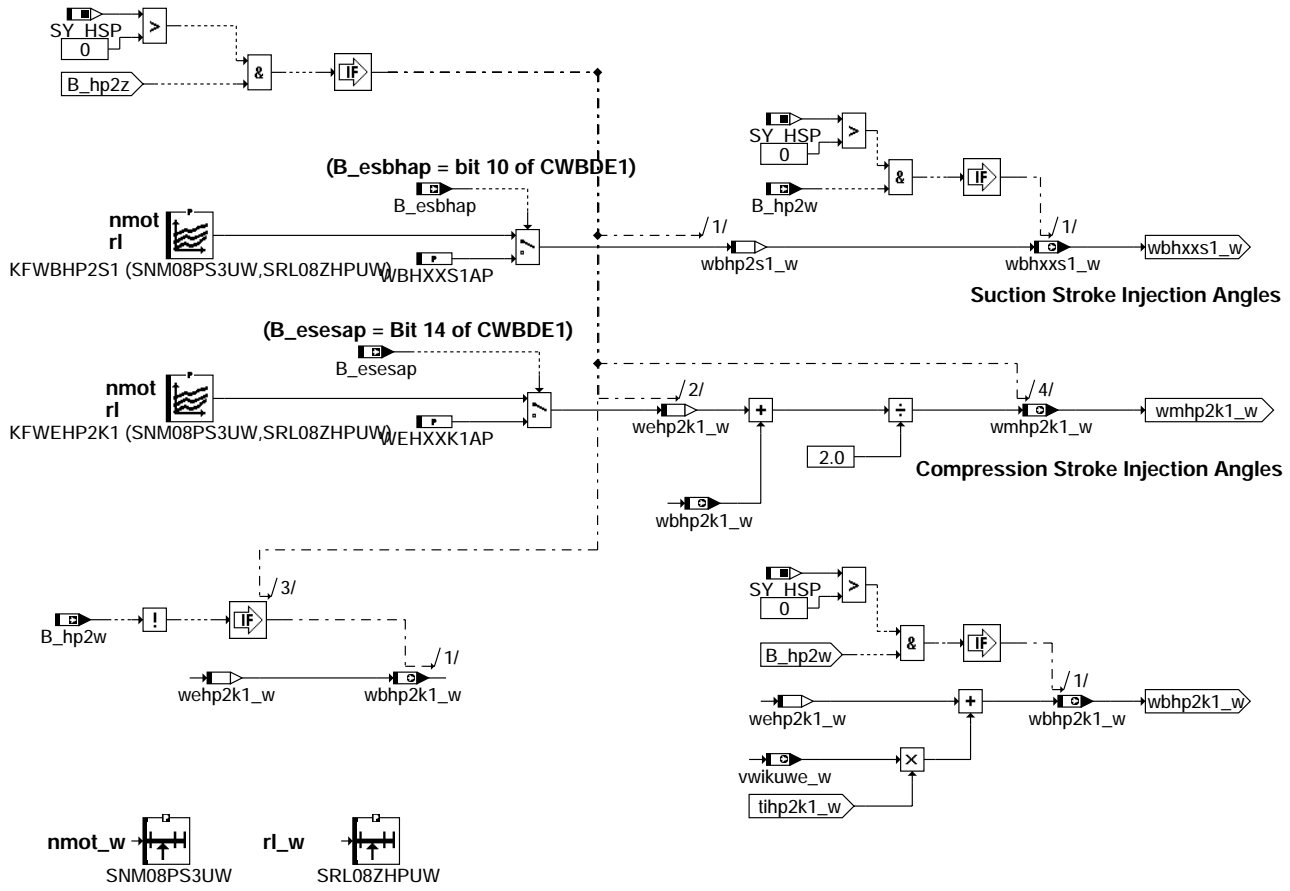 SY_HSP
>
0
B_hp2z
&
IF
(B_esbhap = bit 10 of CWBDE1)
B_esbhap
nmot
rl
P
KFWBHP2S1 (SNM08PS3UW,SRL08ZHPUW)
P
WBHXXS1AP
/1/
wbhp2s1_w
SY_HSP
>
0
B_hp2w
&
IF
/1/
wbhxxs1_w
wbhxxs1_w
Suction Stroke Injection Angles
(B_esesap = Bit 14 of CWBDE1)
B_esesap
nmot
rl
P
KFWEHP2K1 (SNM08PS3UW,SRL08ZHPUW)
P
WEHXXK1AP
/2/
wehp2k1_w
+
÷
2.0
/4/
wmhp2k1_w
wmhp2k1_w
Compression Stroke Injection Angles
wbhp2k1_w
/3/
B_hp2w
!
IF
/1/
wehp2k1_w
wbhp2k1_w
SY_HSP
>
0
B_hp2w
&
IF
/1/
wehp2k1_w
+
wbhp2k1_w
wbhp2k1_w
vwikuwe_w
×
tihp2k1_w
nmot_w
SNM08PS3UW
rl_w
SRL08ZHPUW